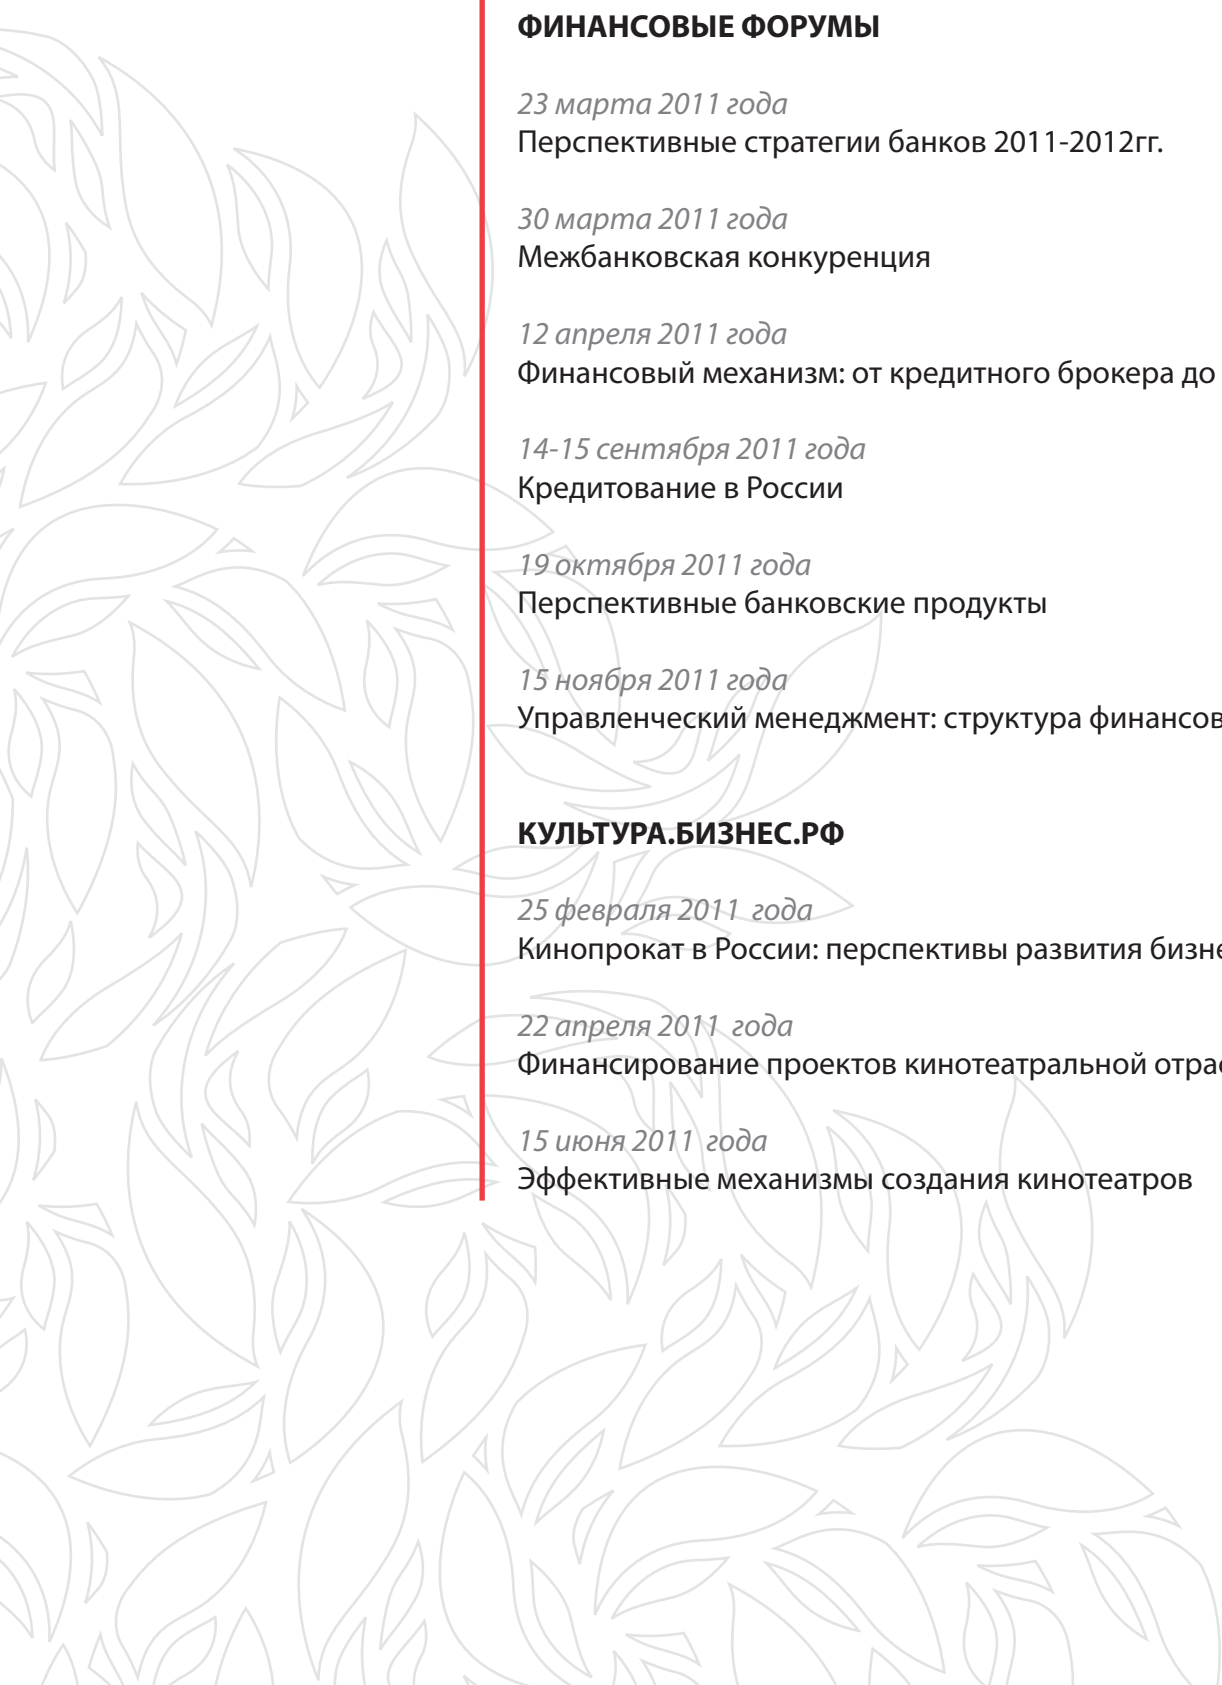 ФИНАНСОВЫЕ ФОРУМЫ
23 марта 2011 года
Перспективные стратегии банков 2011-2012гг.
30 марта 2011 года
Межбанковская конкуренция
12 апреля 2011 года
Финансовый механизм: от кредитного брокера до
14-15 сентября 2011 года
Кредитование в России
19 октября 2011 года
Перспективные банковские продукты
15 ноября 2011 года
Управленческий менеджмент: структура
КУЛЬТУРА.БИЗНЕС.РФ
25 февраля 2011 года
Кинопрокат в России: перспективы развития
22 апреля 2011 года
Финансирование проектов кинотеатральной
15 июня 2011 года
Эффективные механизмы создания кинотеатров